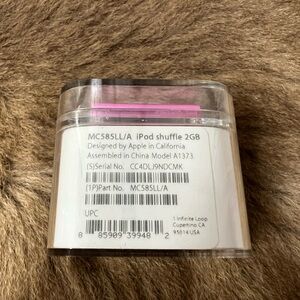 MC585LL/A iPod shuffle 2GB
Designed by Apple in California
Assembled in China Model A1373
(S)Serial No. CC4DLJ9NDCMK
(1P)Part No. MC585LL/A
UPC
8 85909 39948 2
1 Infinite Loop
Cupertino CA
95014 USA